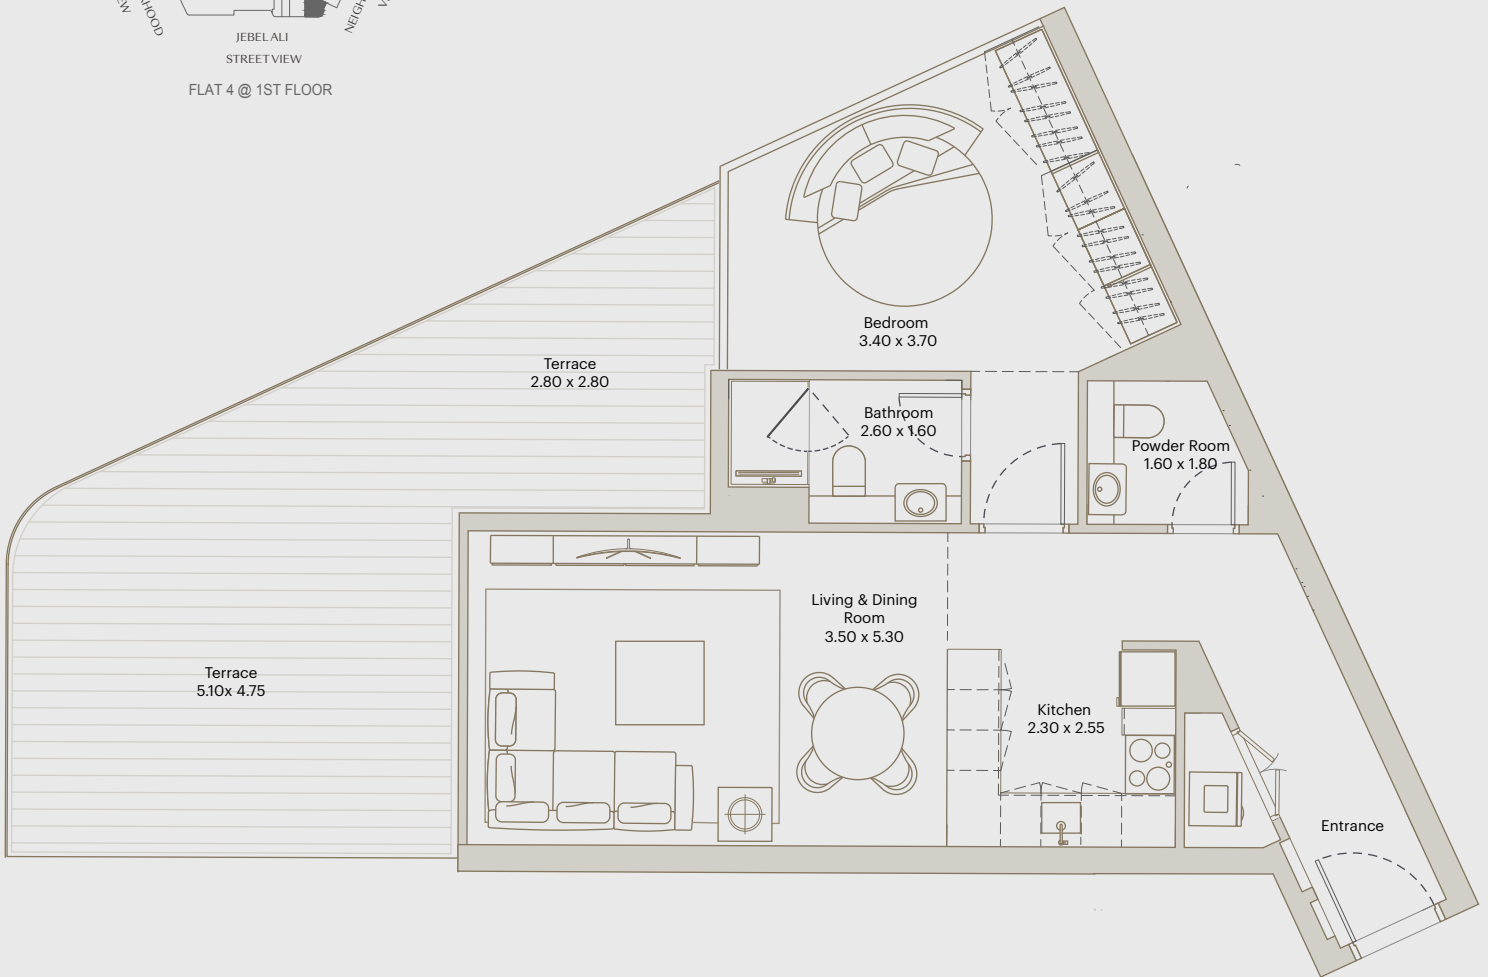 HOOD
NEIGH
JEBEL ALI
STREET VIEW
FLAT 4 @ 1ST FLOOR
Bedroom
3.40 x 3.70
Terrace
2.80 x 2.80
Bathroom
2.60 x 1.60
Powder Room
1.60 x 1.80
Living & Dining
Room
3.50 x 5.30
Terrace
5.10x 4.75
Kitchen
2.30 x 2.55
Entrance